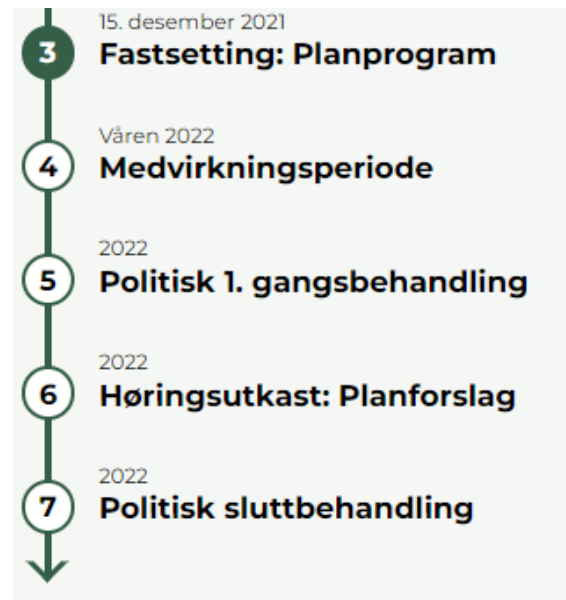 15. desember 2021
3
Fastsetting: Planprogram
Våren 2022
4
Medvirkningsperiode
2022
5
Politisk 1. gangsbehandling
2022
6
Høringsutkast: Planforslag
2022
7
Politisk sluttbehandling